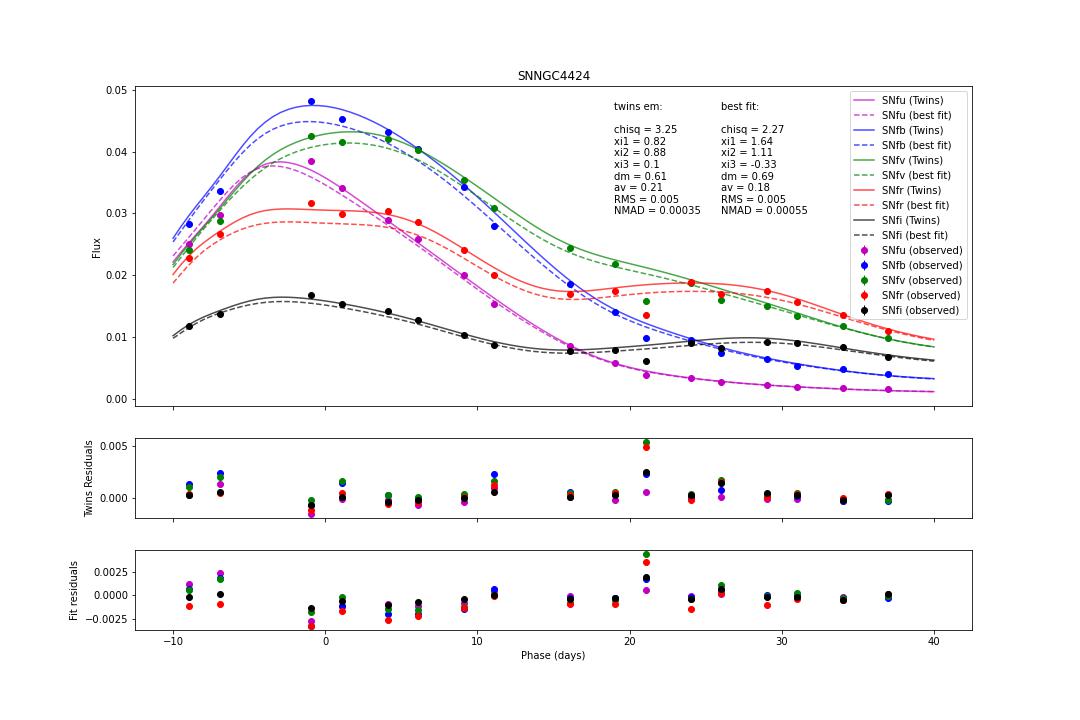 SNNGC4424
0.05
0.04
0.03
0.02
0.01
0.00
Flux
twins em:
chisq = 3.25
xi1 = 0.82
xi2 = 0.88
xi3 = 0.1
dm = 0.61
av = 0.21
RMS = 0.005
NMAD = 0.00035
best fit:
chisq = 2.27
xi1 = 1.64
xi2 = 1.11
xi3 = -0.33
dm = 0.69
av = 0.18
RMS = 0.005
NMAD = 0.00055
SNfu (Twins)
SNfu (best fit)
SNfb (Twins)
SNfb (best fit)
SNfv (Twins)
SNfv (best fit)
SNfr (Twins)
SNfr (best fit)
SNfi (Twins)
SNfi (best fit)
SNfu (observed)
SNfb (observed)
SNfv (observed)
SNfr (observed)
SNfi (observed)
0.005
0.000
Twins Residuals
0.0025
0.0000
−0.0025
Fit residuals
−10 0 10 20 30 40
Phase (days)